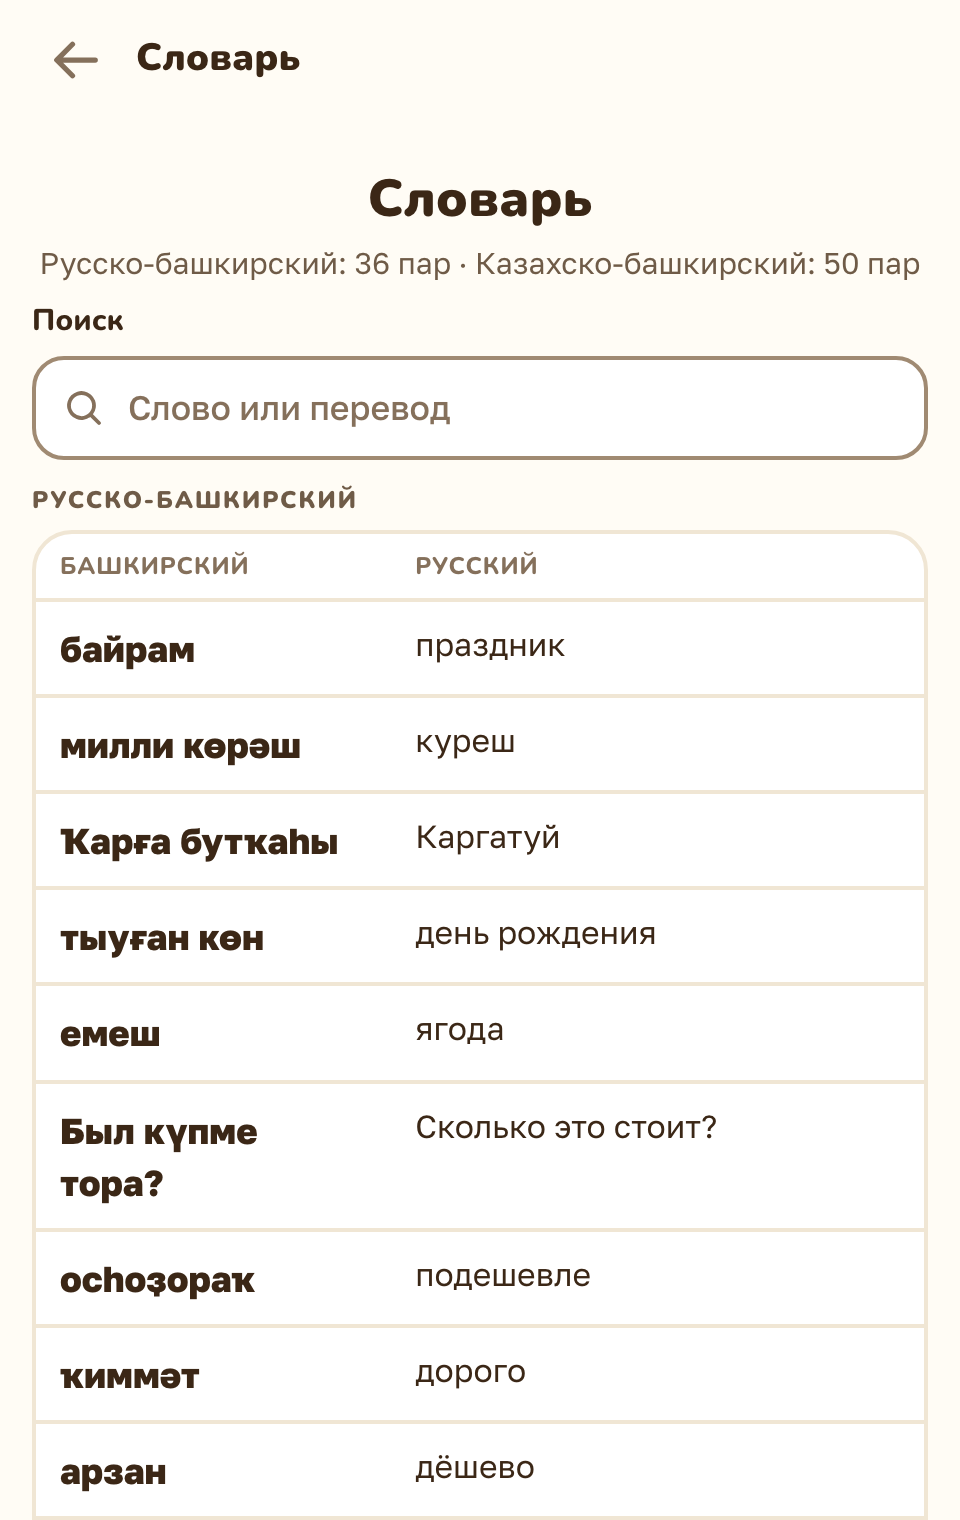 Словарь
Словарь
Русско-башкирский: 36 пар · Казахско-башкирский: 50 пар
Поиск
Слово или перевод
РУССКО-БАШКИРСКИЙ
БАШКИРСКИЙ РУССКИЙ
байрам праздник
милли көрәш куреш
Ҡарға бутҡаһы Каргатуй
тыуған көн день рождения
емеш ягода
Был күпме Сколько это стоит?
тора?
осһоҙораҡ подешевле
ҡиммәт дорого
арзан дёшево